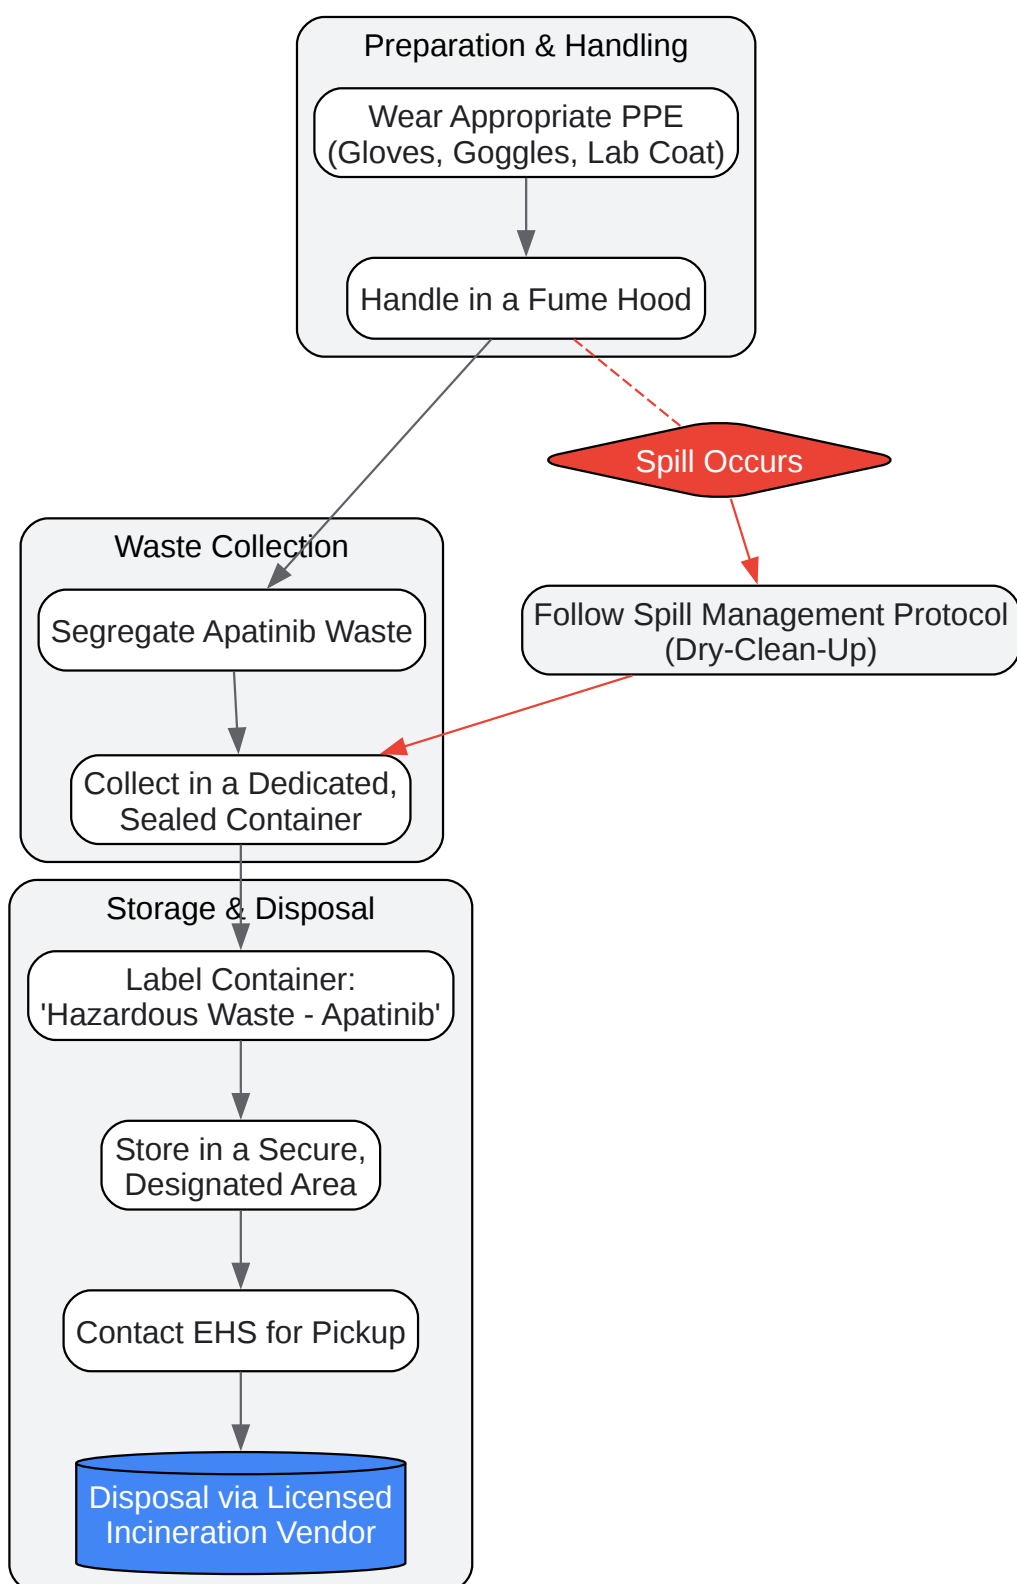 Preparation & Handling
Wear Appropriate PPE
(Gloves, Goggles, Lab Coat)
Handle in a Fume Hood
Spill Occurs
Waste Collection
Segregate Apatinib Waste
Follow Spill Management Protocol
(Dry-Clean-Up)
Collect in a Dedicated,
Sealed Container
Storage & Disposal
Label Container:
'Hazardous Waste - Apatinib'
Store in a Secure,
Designated Area
Contact EHS for Pickup
Disposal via Licensed
Incineration Vendor